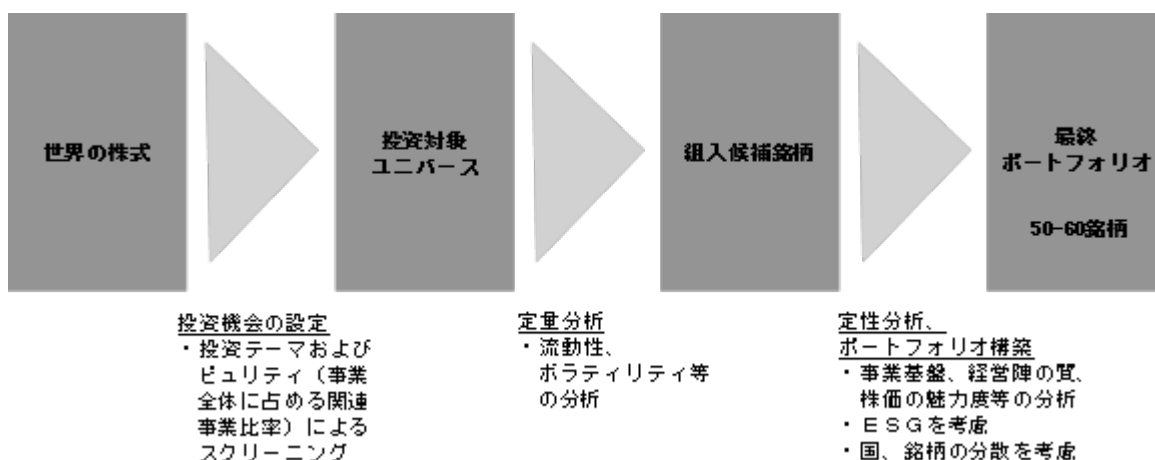 世界の株式
投資対象
ユニバース
組入候補銘柄
最終
ポートフォリオ
50-60銘柄
投資機会の設定
・投資テーマおよび
ピュリティ（事業
全体に占める関連
事業比率）による
スクリーニング
定量分析
・流動性、
ボラティリティ等
の分析
定性分析、
ポートフォリオ構築
・事業基盤、経営陣の質、
株価の魅力度等の分析
・ＥＳＧを考慮
・国、銘柄の分散を考慮